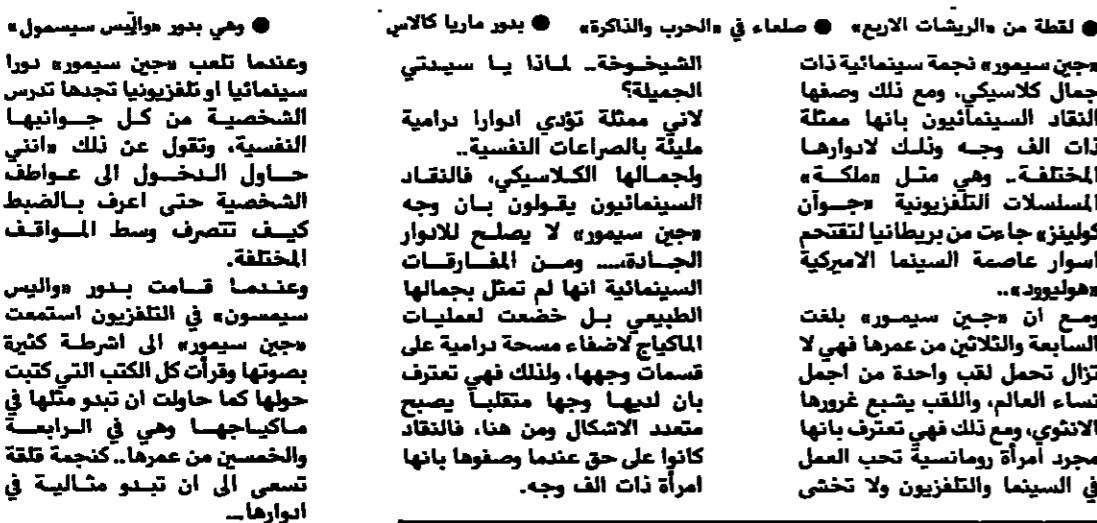 ● لقطة من «الريشات الاربع» ● صلعاء في «الحرب والذاكرة» ● بدور ماريا كالاس ● وهي بدور «واليس سيسمول»
«جين سيمور» نجمة سينمائية ذات
جمال كلاسيكي، ومع ذلك وصفها
النقاد السينمائيون بانها ممثلة
ذات الف وجه وذلك لادوارها
المختلفة.. وهي مثل «ملكة»
المسلسلات التلفزيونية «جوآن
كولينز» جاءت من بريطانيا لتقتحم
اسوار عاصمة السينما الاميركية
«هوليوود»..
ومع ان «جين سيمور» بلغت
السابعة والثلاثين من عمرها فهي لا
تزال تحمل لقب واحدة من اجمل
نساء العالم، واللقب يشبع غرورها
الانثوي، ومع ذلك فهي تعترف بانها
مجرد امرأة رومانسية تحب العمل
في السينما والتلفزيون ولا تخشى
الشيخوخة.. لماذا يا سيدتي
الجميلة؟
لاني ممثلة تؤدي ادوارا درامية
مليئة بالصراعات النفسية..
ولجمالها الكلاسيكي، فالنقاد
السينمائيون يقولون بان وجه
«جين سيمور» لا يصلح للادوار
الجادة،.... ومن المفارقات
السينمائية انها لم تمثل بجمالها
الطبيعي بل خضعت لعمليات
الماكياج لاضفاء مسحة درامية على
قسمات وجهها، ولذلك فهي تعترف
بان لديها وجها متقلباً يصبح
متعدد الاشكال ومن هنا، فالنقاد
كانوا على حق عندما وصفوها بانها
امرأة ذات الف وجه.
وعندما تلعب «جين سيمور» دورا
سينمائيا او تلفزيونيا تجدها تدرس
الشخصية من كل جوانبها
النفسية، وتقول عن ذلك «انني
حاول الدخول الى عواطف
الشخصية حتى اعرف بالضبط
كيف تتصرف وسط المواقف
المختلفة.
وعندما قامت بدور «واليس
سيمسون» في التلفزيون استمعت
«جين سيمور» الى اشرطة كثيرة
بصوتها وقرأت كل الكتب التي كتبت
حولها كما حاولت ان تبدو مثلها في
ماكياجها وهي في الرابعة
والخمسين من عمرها.. كنجمة قلقة
تسعى الى ان تبدو مثالية في
ادوارها..